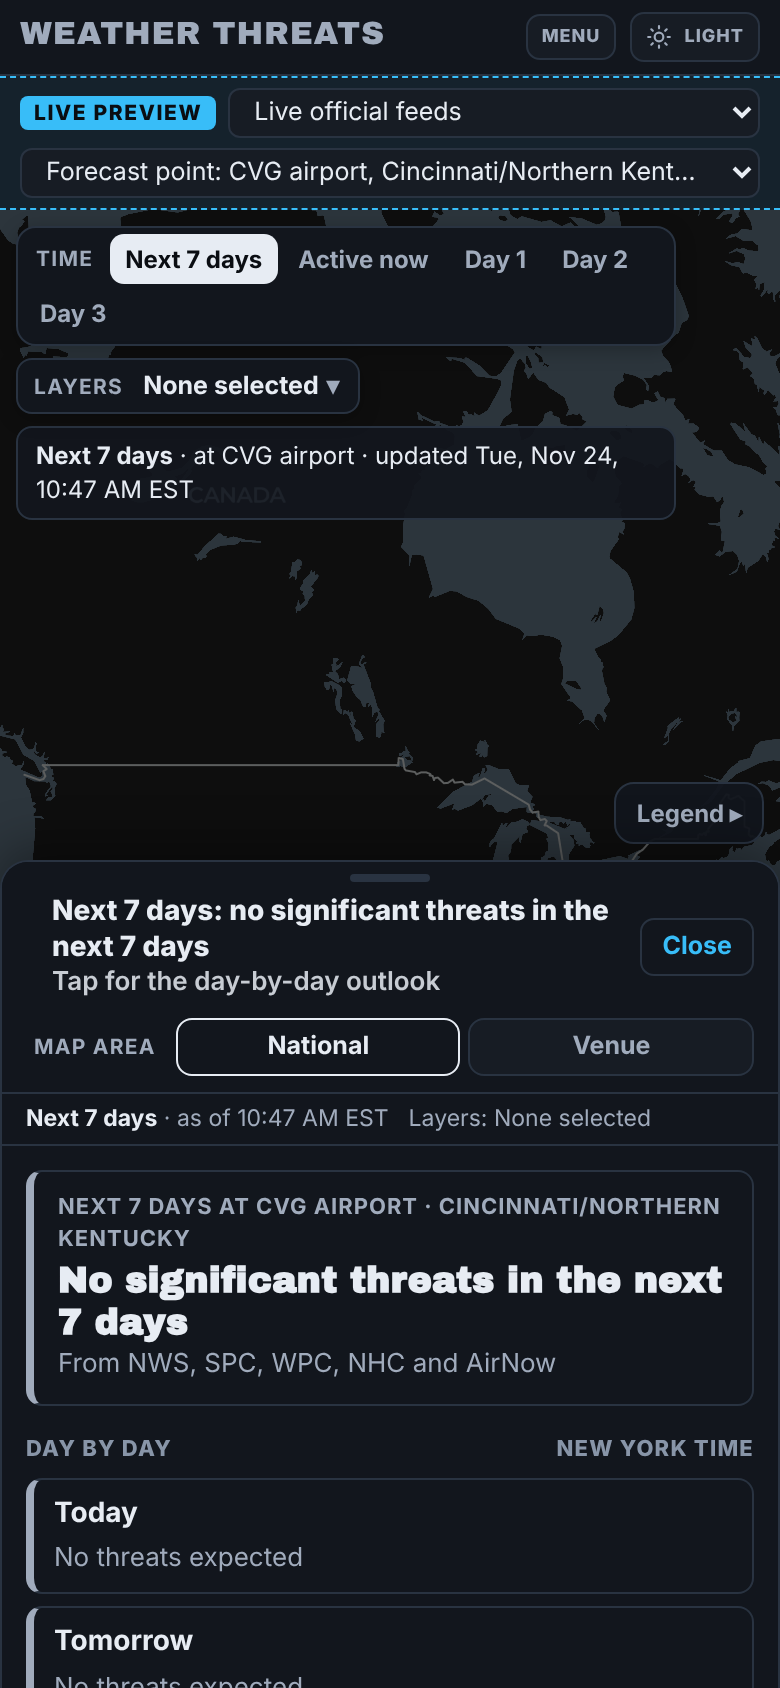 WEATHER THREATS
MENU
LIGHT
LIVE PREVIEW
Live official feeds
Forecast point: CVG airport, Cincinnati/Northern Kent...
TIME
Next 7 days
Active now
Day 1
Day 2
Day 3
LAYERS
None selected ▾
Next 7 days · at CVG airport · updated Tue, Nov 24,
10:47 AM EST
CANADA
Legend ▸
Next 7 days: no significant threats in the
next 7 days
Tap for the day-by-day outlook
Close
MAP AREA
National
Venue
Next 7 days · as of 10:47 AM EST
Layers: None selected
NEXT 7 DAYS AT CVG AIRPORT · CINCINNATI/NORTHERN
KENTUCKY
No significant threats in the next
7 days
From NWS, SPC, WPC, NHC and AirNow
DAY BY DAY
NEW YORK TIME
Today
No threats expected
Tomorrow
No threats expected